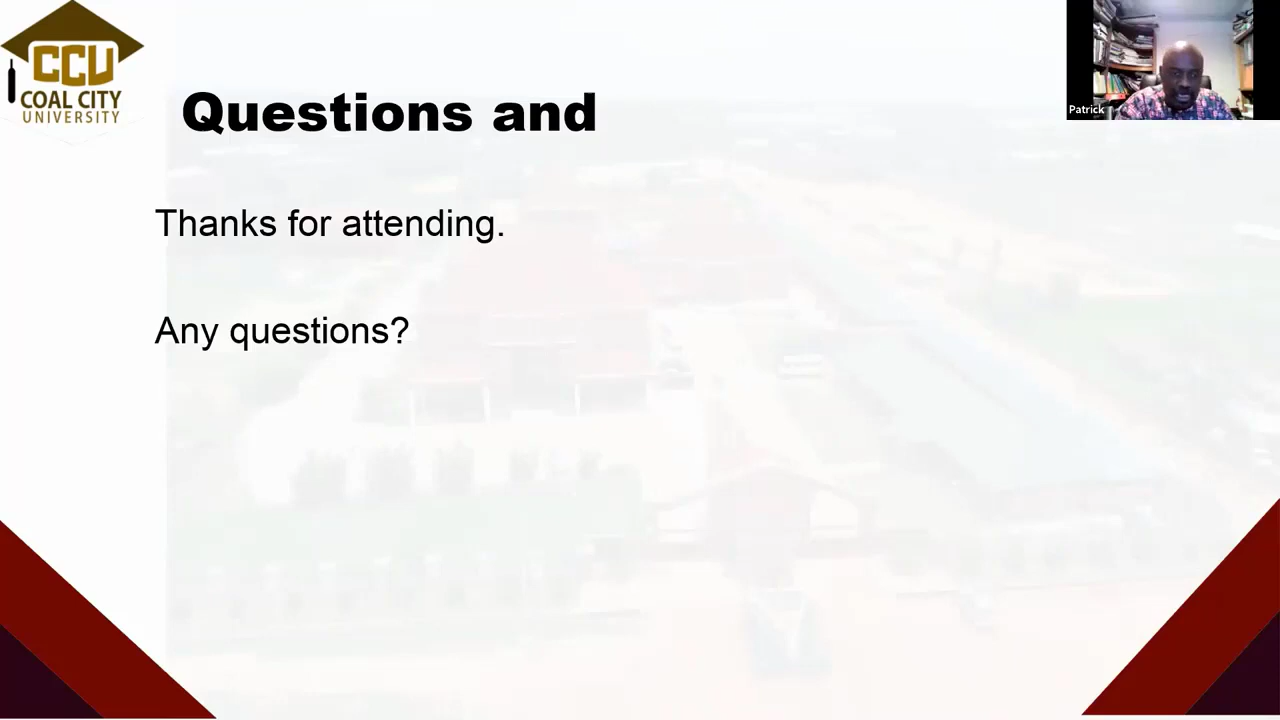 CCU
COAL CITY
UNIVERSITY
Patrick
Questions and
Thanks for attending.
Any questions?